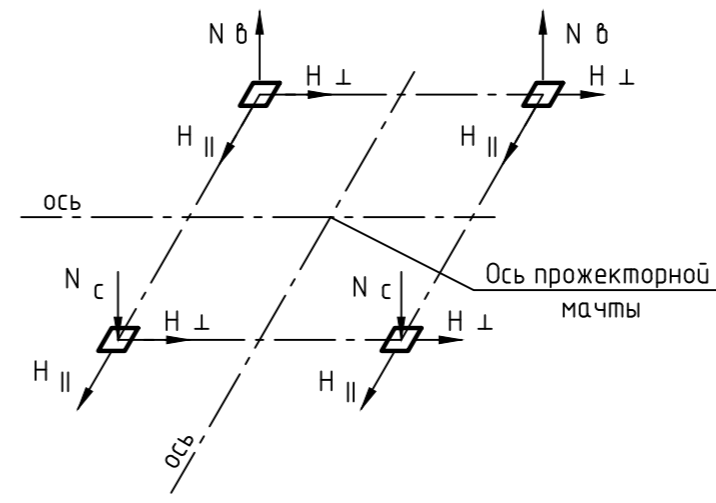 N в N в
H ⊥ H ⊥
H || H ||
ось
Ось прожекторной
мачты
N с N с
H ⊥ H ⊥
H || H ||
ось